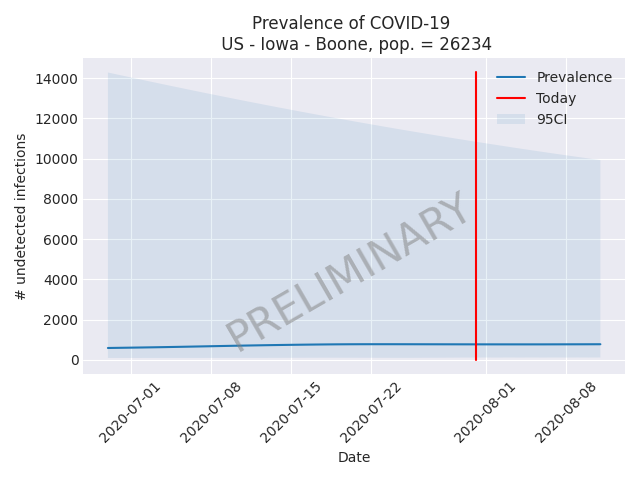 Prevalence of COVID-19
US - Iowa - Boone, pop. = 26234
14000
12000
10000
8000
6000
4000
2000
0
# undetected infections
Prevalence
Today
95CI
PRELIMINARY
2020-07-01
2020-07-08
2020-07-15
2020-07-22
2020-08-01
2020-08-08
Date